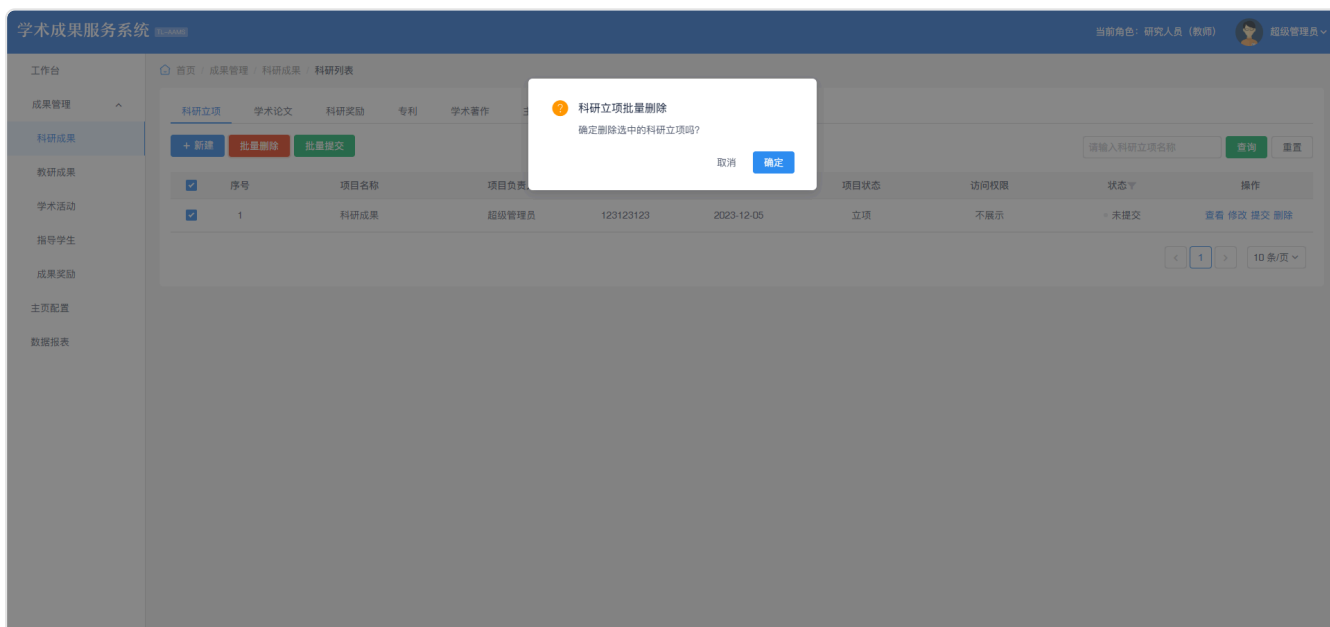 学术成果服务系统
当前角色：研究人员（教师） 超级管理员
工作台
成果管理
科研成果
教研成果
学术活动
指导学生
成果奖励
主页配置
数据报表
首页 / 成果管理 / 科研成果 / 科研列表
科研立项 学术论文 科研奖励 专利 学术著作
+ 新建 批量删除 批量提交
请输入科研立项名称 查询 重置
科研立项批量删除
确定删除选中的科研立项吗?
取消 确定
序号 项目名称 项目负责 项目状态 访问权限 状态 操作
1 科研成果 超级管理员 123123123 2023-12-05 立项 不展示 未提交 查看 修改 提交 删除
< 1 > 10 条/页